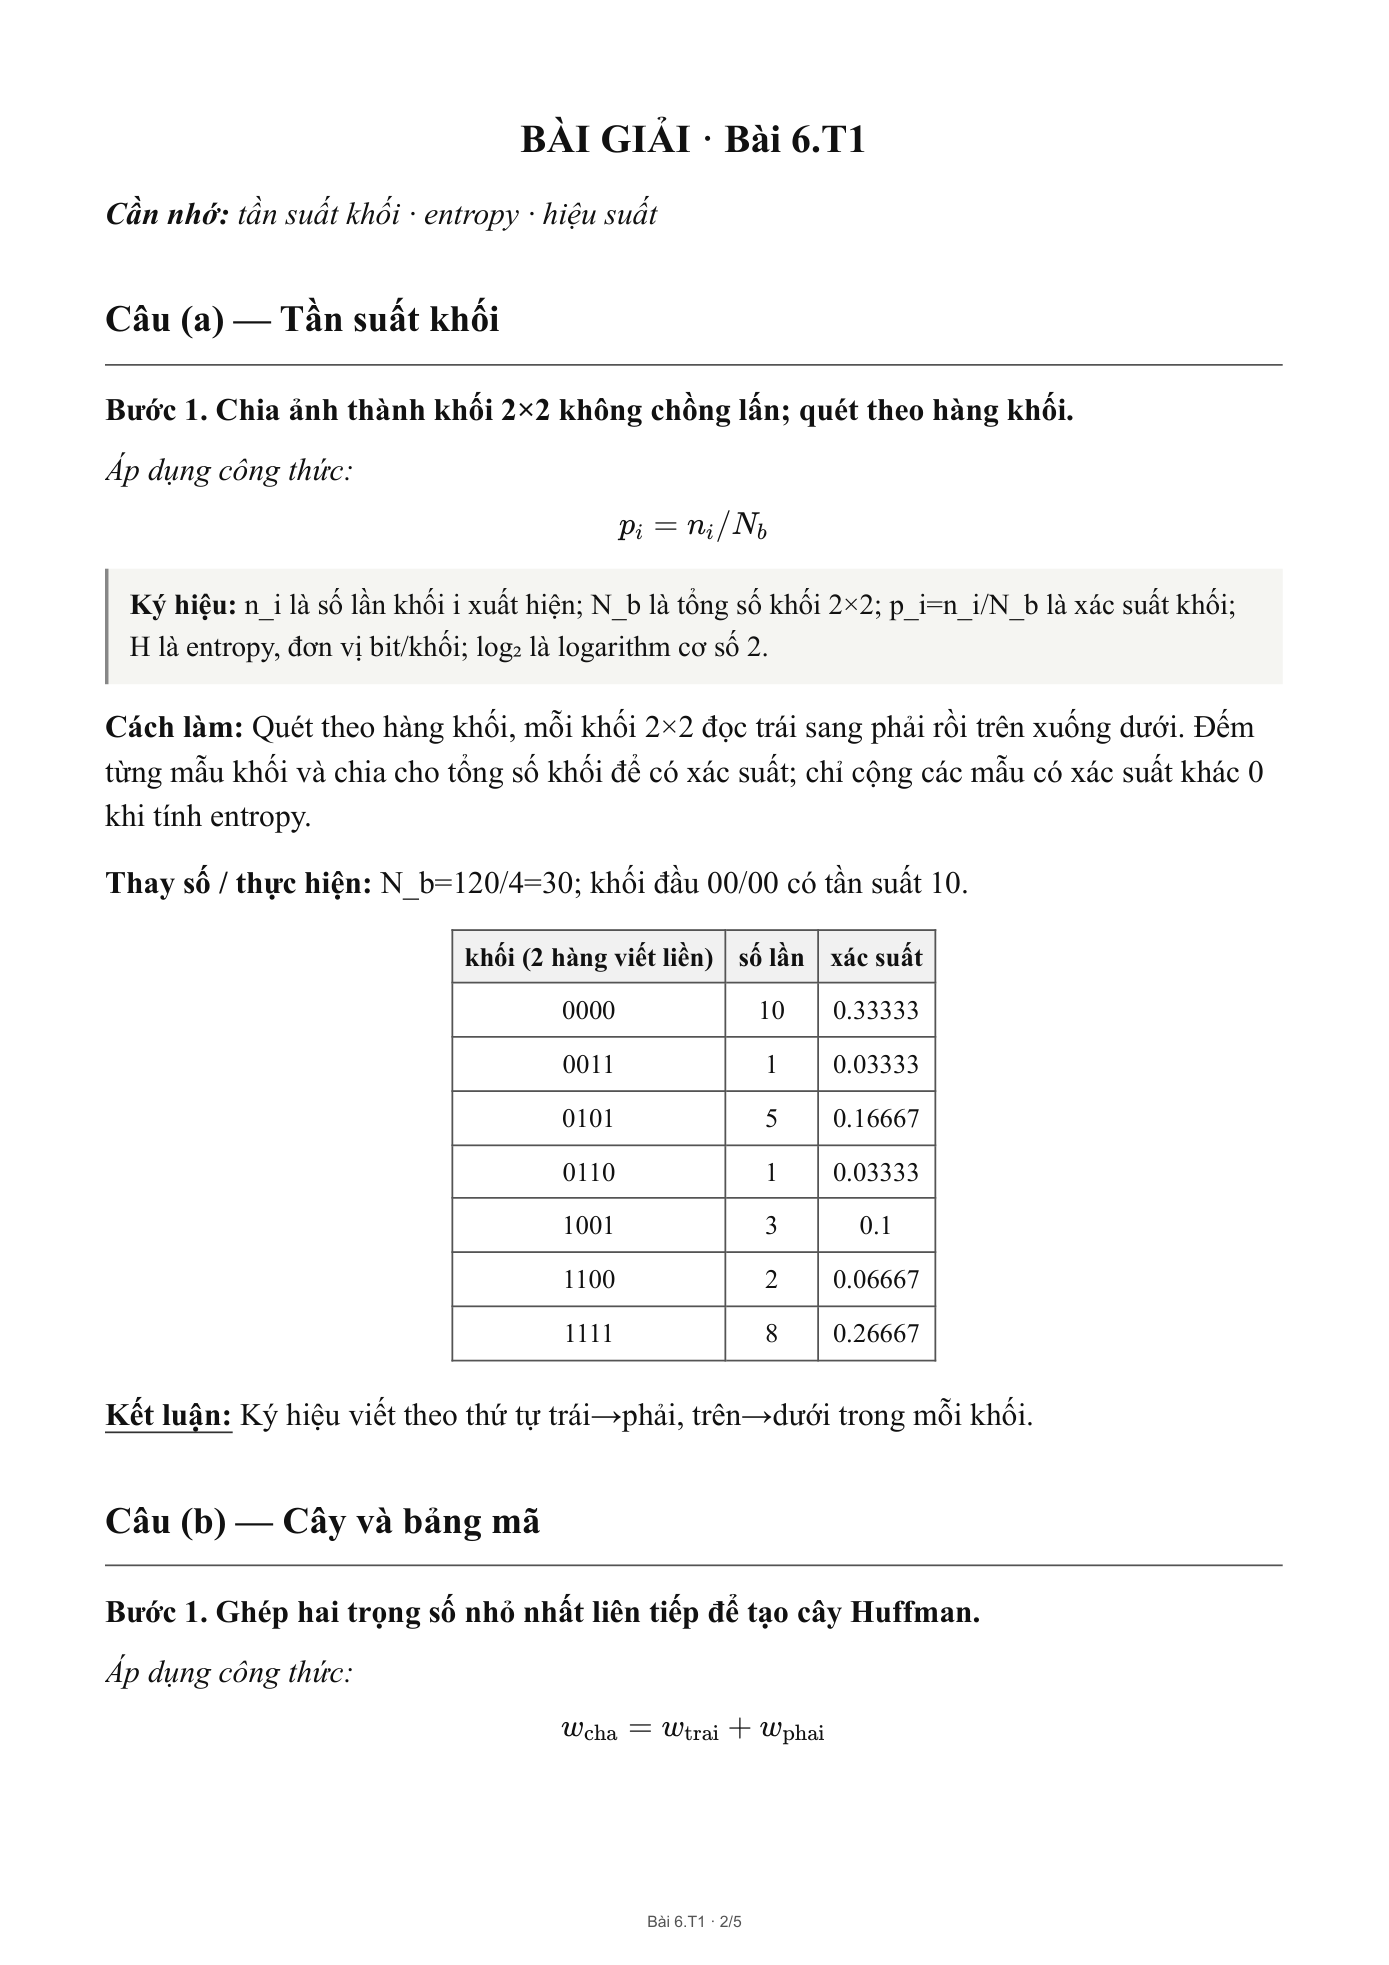 BÀI GIẢI · Bài 6.T1
Cần nhớ: tần suất khối · entropy · hiệu suất
Câu (a) — Tần suất khối
Bước 1. Chia ảnh thành khối 2×2 không chồng lấn; quét theo hàng khối.
Áp dụng công thức:
p_i = n_i/N_b
Ký hiệu: n_i là số lần khối i xuất hiện; N_b là tổng số khối 2×2; p_i=n_i/N_b là xác suất khối;
H là entropy, đơn vị bit/khối; log₂ là logarithm cơ số 2.
Cách làm: Quét theo hàng khối, mỗi khối 2×2 đọc trái sang phải rồi trên xuống dưới. Đếm
từng mẫu khối và chia cho tổng số khối để có xác suất; chỉ cộng các mẫu có xác suất khác 0
khi tính entropy.
Thay số / thực hiện: N_b=120/4=30; khối đầu 00/00 có tần suất 10.
khối (2 hàng viết liền) số lần xác suất
0000 10 0.33333
0011 1 0.03333
0101 5 0.16667
0110 1 0.03333
1001 3 0.1
1100 2 0.06667
1111 8 0.26667
Kết luận: Ký hiệu viết theo thứ tự trái→phải, trên→dưới trong mỗi khối.
Câu (b) — Cây và bảng mã
Bước 1. Ghép hai trọng số nhỏ nhất liên tiếp để tạo cây Huffman.
Áp dụng công thức:
w_cha = w_trai + w_phai
Bài 6.T1 · 2/5